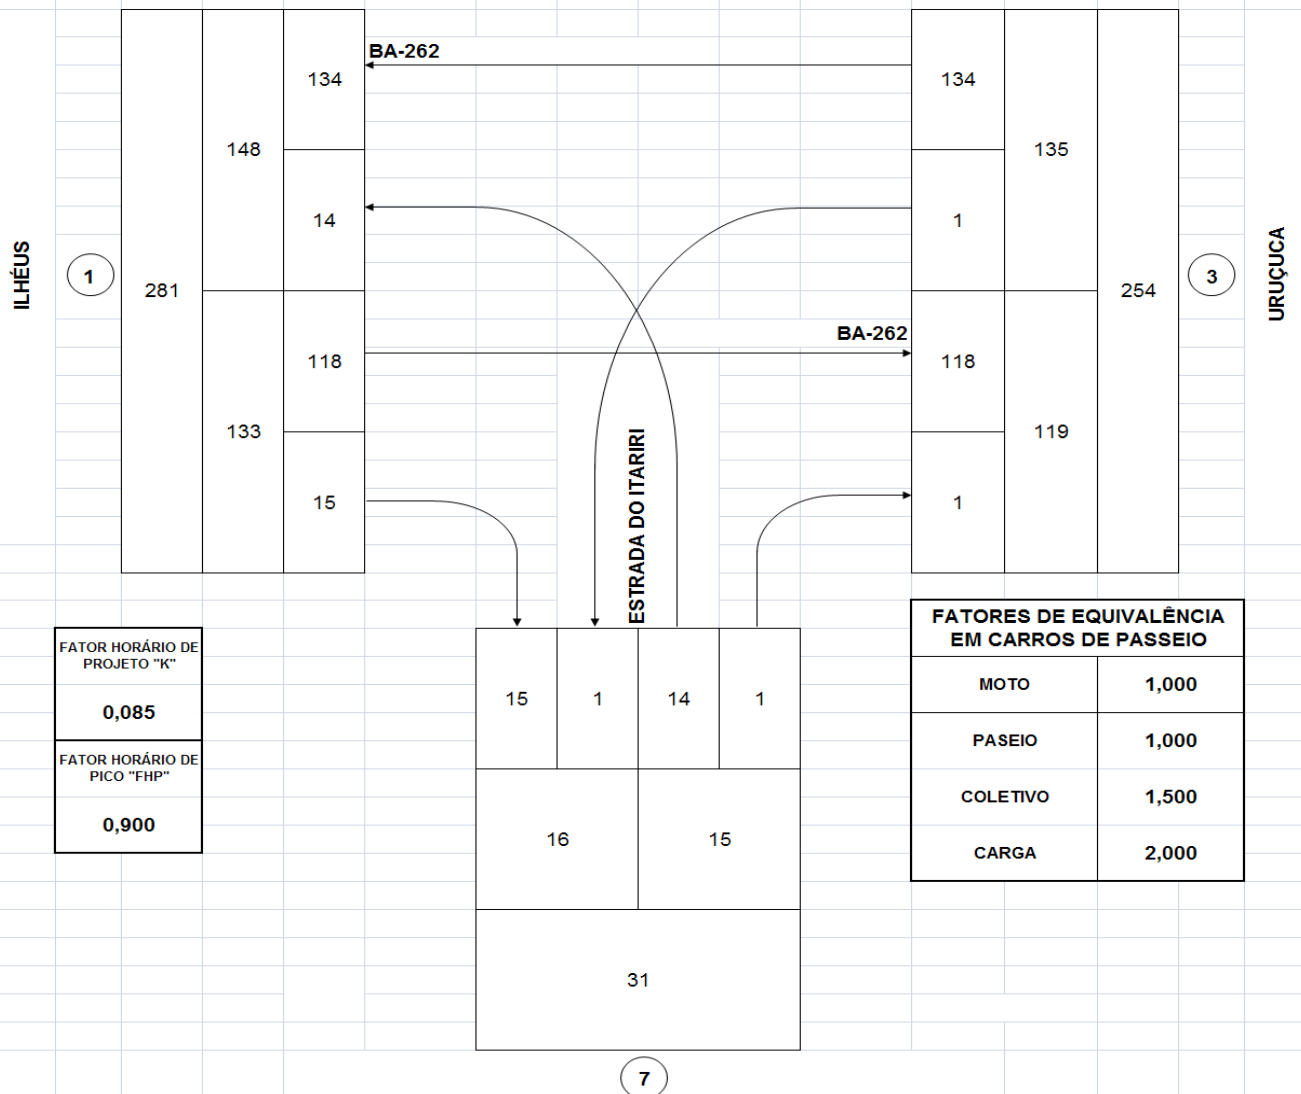 BA-262
134
134
148
135
14
1
ILHÉUS
1
281
254
3
URUÇUCA
BA-262
118
118
133
119
15
1
ESTRADA DO ITARIRI
FATOR HORÁRIO DE
PROJETO "K"
0,085
FATOR HORÁRIO DE
PICO "FHP"
0,900
15
1
14
1
16
15
31
7
FATORES DE EQUIVALÊNCIA
EM CARROS DE PASSEIO
MOTO 1,000
PASEIO 1,000
COLETIVO 1,500
CARGA 2,000